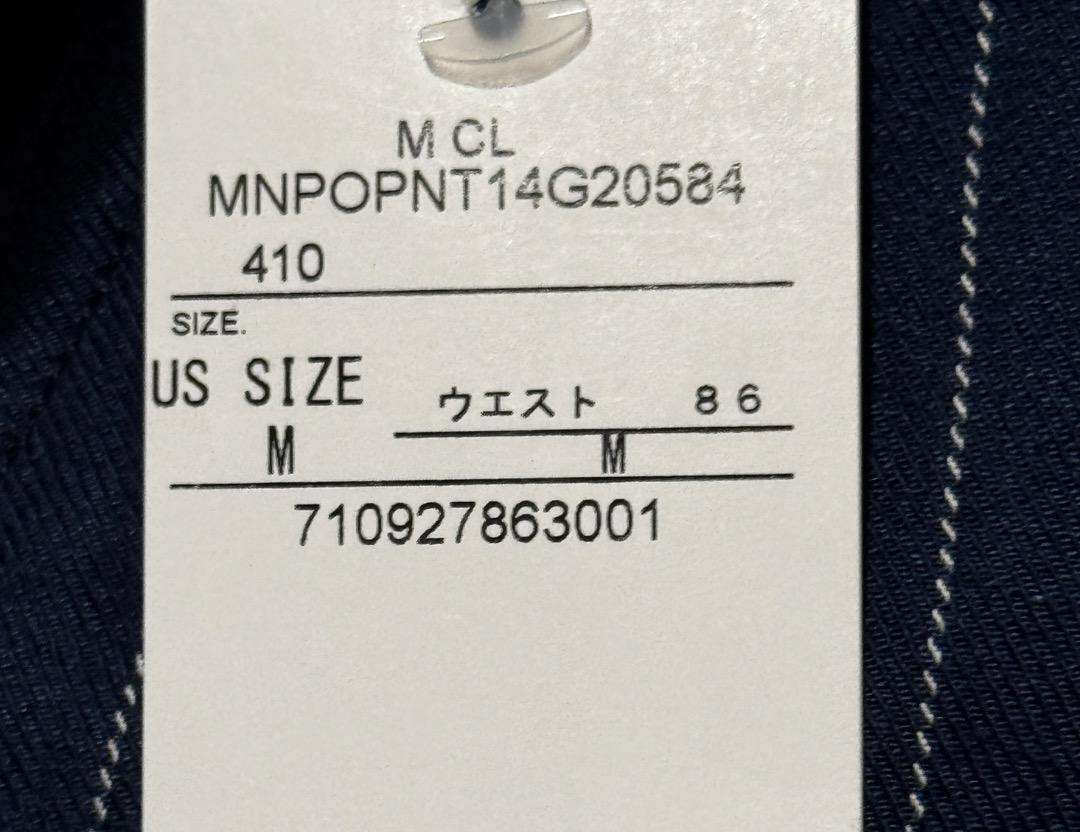 M CL
MNPOPNT14G20584
410
SIZE.
US SIZE
ウエスト 86
M M
710927863001